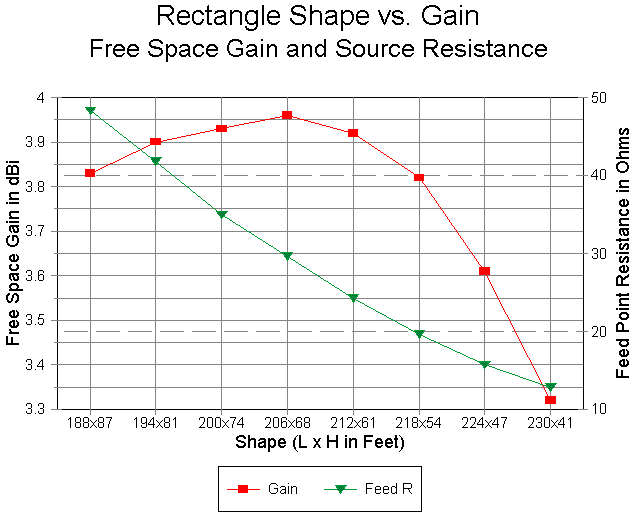 Rectangle Shape vs. Gain
Free Space Gain and Source Resistance
Free Space Gain in dBi
4
3.9
3.8
3.7
3.6
3.5
3.4
3.3
50
40
30
20
10
Feed Point Resistance in Ohms
188x87 194x81 200x74 206x68 212x61 218x54 224x47 230x41
Shape (L x H in Feet)
Gain Feed R